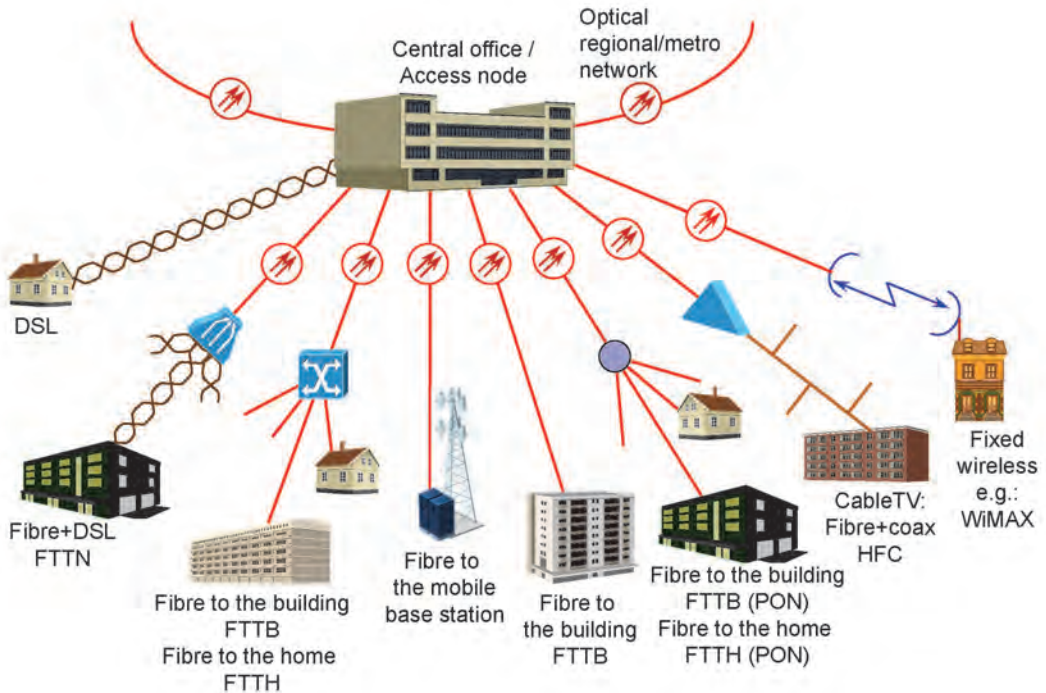 Optical
regional/metro
network
Central office /
Access node
DSL
Fibre+DSL
FTTN
Fibre to the building
FTTB
Fibre to the home
FTTH
Fibre to
the mobile
base station
Fibre to
the building
FTTB
Fibre to the building
FTTB (PON)
Fibre to the home
FTTH (PON)
CableTV:
Fibre+coax
HFC
Fixed
wireless
e.g.:
WiMAX